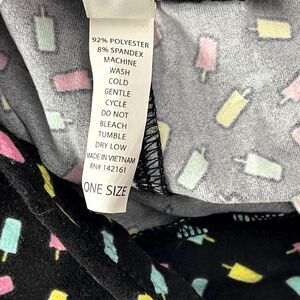 92% POLYESTER
8% SPANDEX
MACHINE
WASH
COLD
GENTLE
CYCLE
DO NOT
BLEACH
TUMBLE
DRY LOW
MADE IN VIETNAM
RN# 142161
ONE SIZE